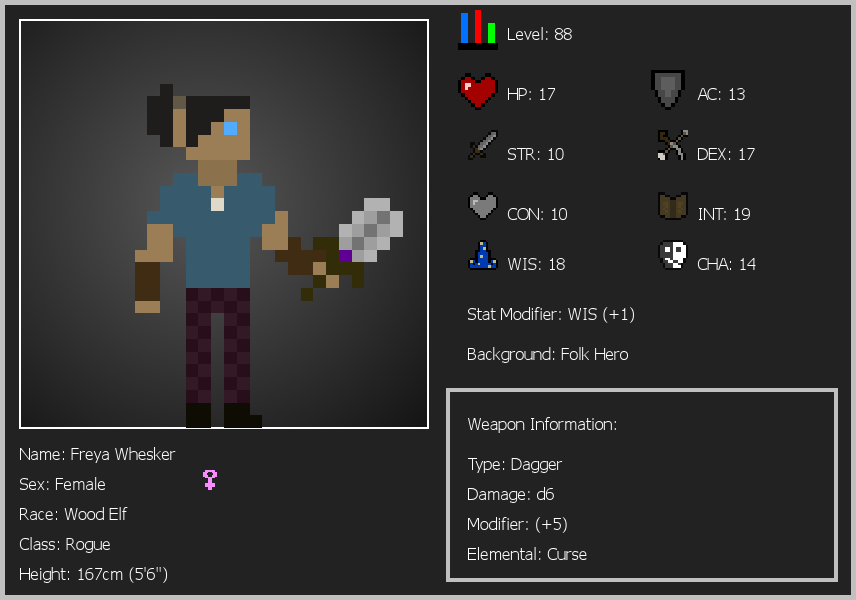 Level: 88
HP: 17
AC: 13
STR: 10
DEX: 17
CON: 10
INT: 19
WIS: 18
CHA: 14
Stat Modifier: WIS (+1)
Background: Folk Hero
Weapon Information:
Type: Dagger
Damage: d6
Modifier: (+5)
Elemental: Curse
Name: Freya Whesker
Sex: Female
Race: Wood Elf
Class: Rogue
Height: 167cm (5'6")